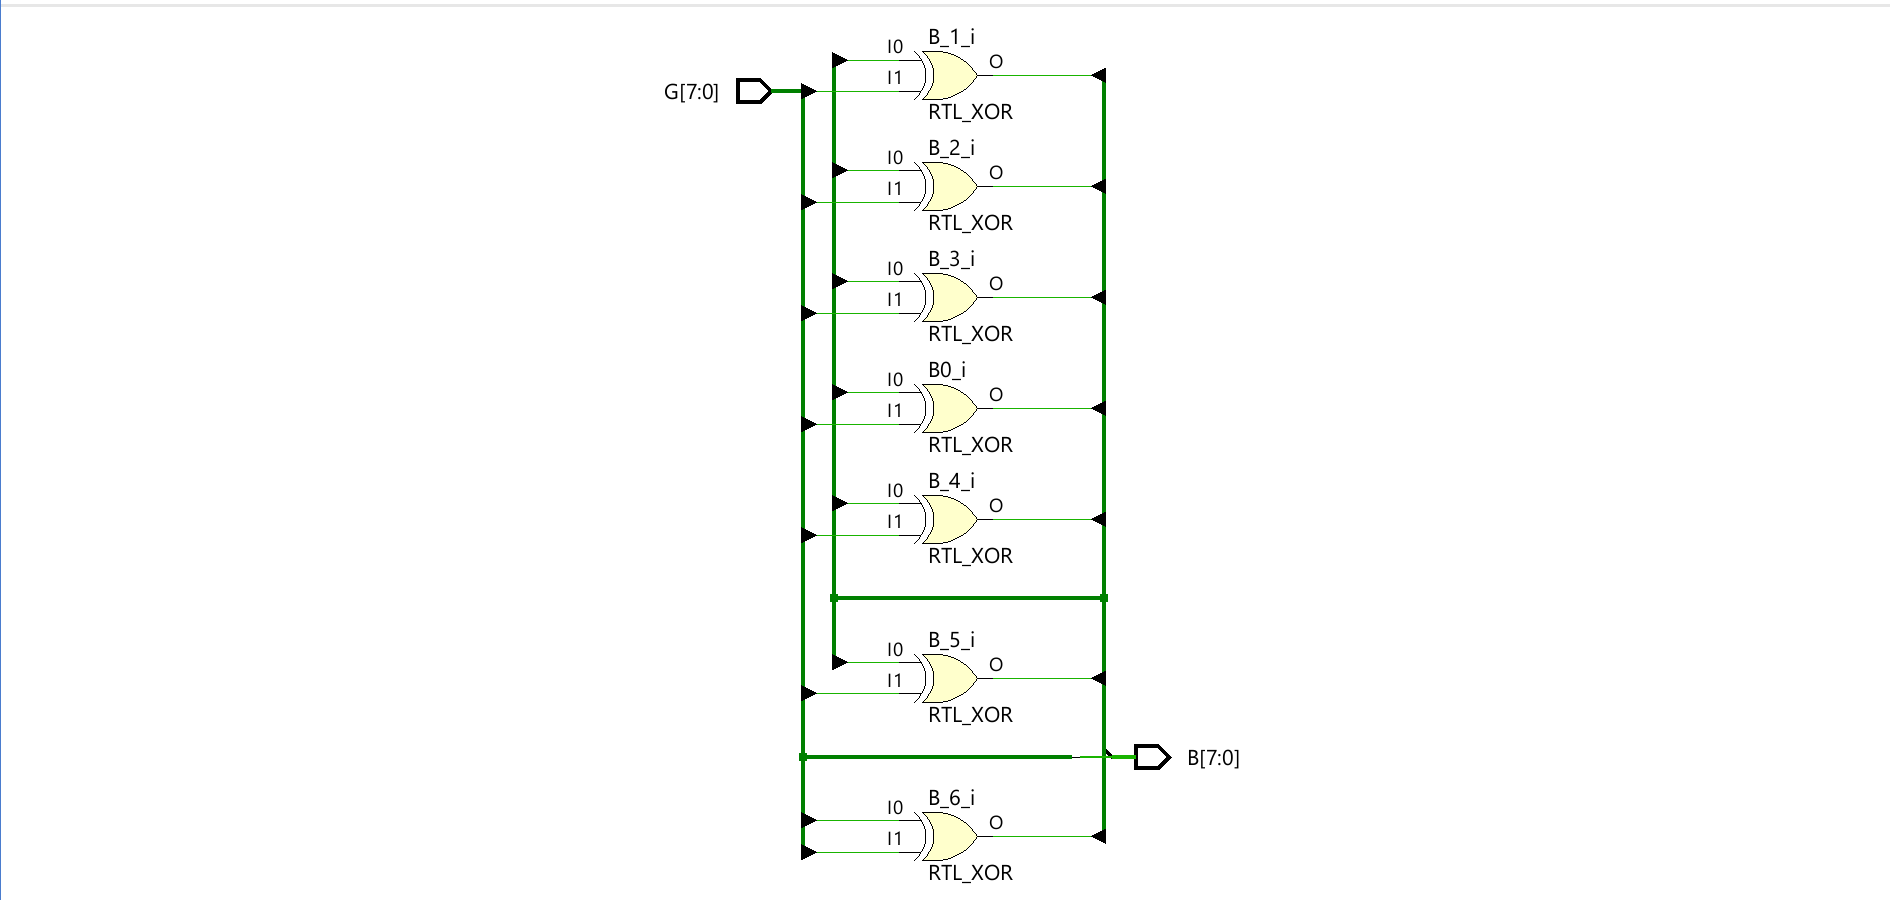 B_1_i
I0
O
I1
G[7:0]
RTL_XOR
B_2_i
I0
O
I1
RTL_XOR
B_3_i
I0
O
I1
RTL_XOR
B0_i
I0
O
I1
RTL_XOR
B_4_i
I0
O
I1
RTL_XOR
B_5_i
I0
O
I1
RTL_XOR
B[7:0]
B_6_i
I0
O
I1
RTL_XOR